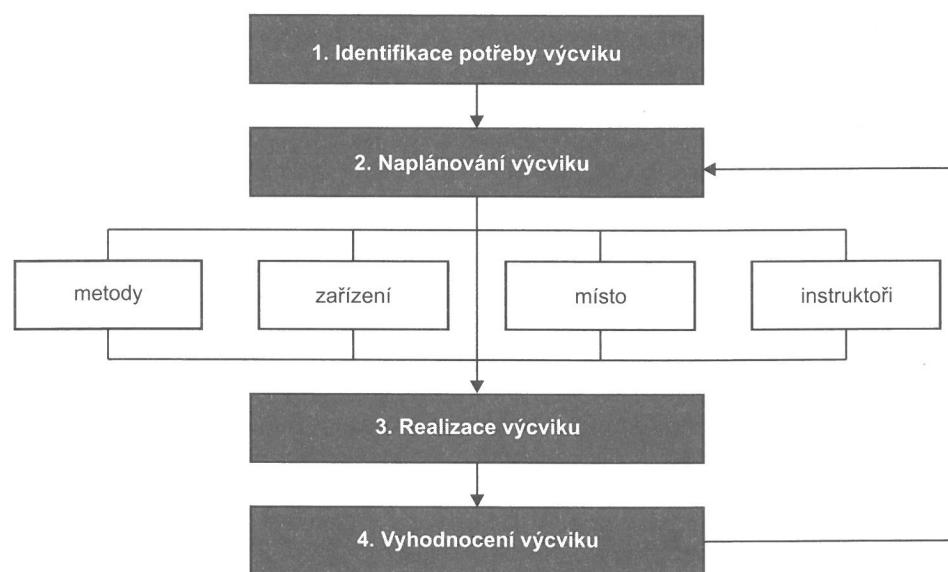 1. Identifikace potřeby výcviku
2. Naplánování výcviku
metody
zařízení
místo
instruktoři
3. Realizace výcviku
4. Vyhodnocení výcviku